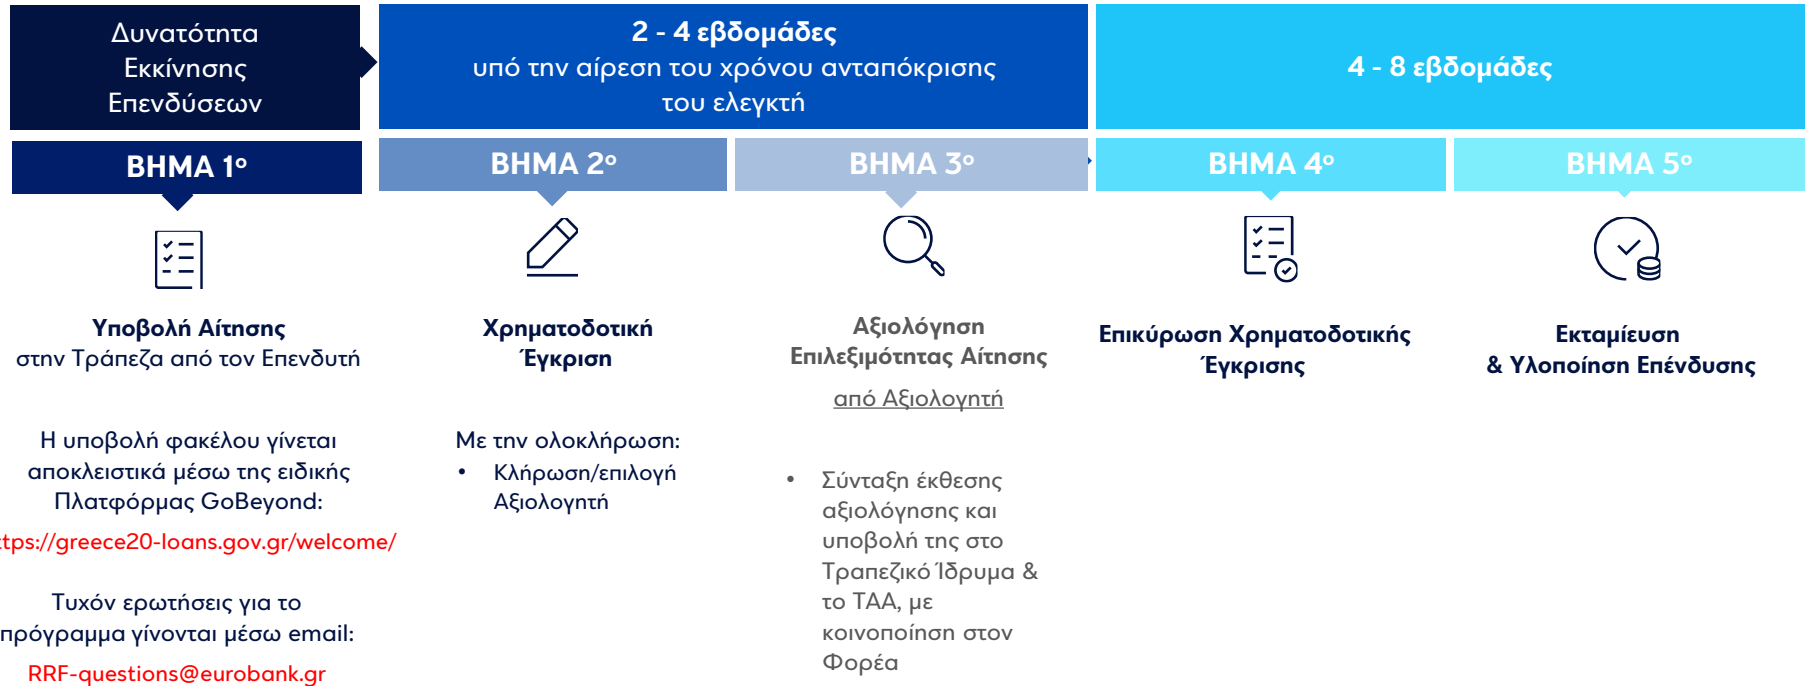 Δυνατότητα
Εκκίνησης
Επενδύσεων
2 - 4 εβδομάδες
υπό την αίρεση του χρόνου ανταπόκρισης
του ελεγκτή
4 - 8 εβδομάδες
ΒΗΜΑ 1ο
ΒΗΜΑ 2ο
ΒΗΜΑ 3ο
ΒΗΜΑ 4ο
ΒΗΜΑ 5ο
Υποβολή Αίτησης
στην Τράπεζα από τον Επενδυτή
Η υποβολή φακέλου γίνεται
αποκλειστικά μέσω της ειδικής
Πλατφόρμας GoBeyond:
ttps://greece20-loans.gov.gr/welcome/
Τυχόν ερωτήσεις για το
πρόγραμμα γίνονται μέσω email:
RRF-questions@eurobank.gr
Χρηματοδοτική
Έγκριση
Με την ολοκλήρωση:
• Κλήρωση/επιλογή
Αξιολογητή
Αξιολόγηση
Επιλεξιμότητας Αίτησης
από Αξιολογητή
• Σύνταξη έκθεσης
αξιολόγησης και
υποβολή της στο
Τραπεζικό Ίδρυμα &
το ΤΑΑ, με
κοινοποίηση στον
Φορέα
Επικύρωση Χρηματοδοτικής
Έγκρισης
Εκταμίευση
& Υλοποίηση Επένδυσης